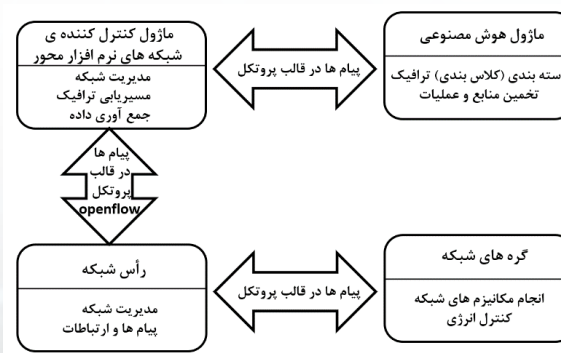 ماژول کنترل کننده ی
شبکه های نرم افزار محور
مدیریت شبکه
مسیریابی ترافیک
جمع آوری داده
پیام ها در قالب پروتکل
ماژول هوش مصنوعی
سته بندی (کلاس بندی) ترافیک
تخمین منابع و عملیات
پیام ها
در قالب
پروتکل
openflow
رأس شبکه
مدیریت شبکه
پیام ها و ارتباطات
پیام ها در قالب پروتکل
گره های شبکه
انجام مکانیزم های شبکه
کنترل انرژی